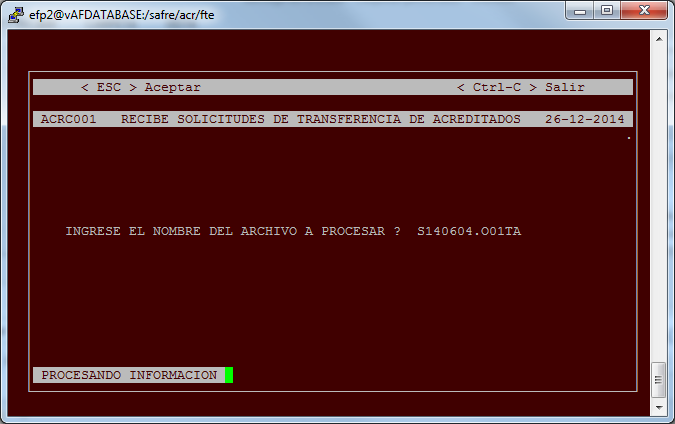 efp2@vAFDATABASE:/safre/acr/fte
< ESC > Aceptar < Ctrl-C > Salir
ACRC001 RECIBE SOLICITUDES DE TRANSFERENCIA DE ACREDITADOS 26-12-2014
.
INGRESE EL NOMBRE DEL ARCHIVO A PROCESAR ? S140604.O01TA
PROCESANDO INFORMACION